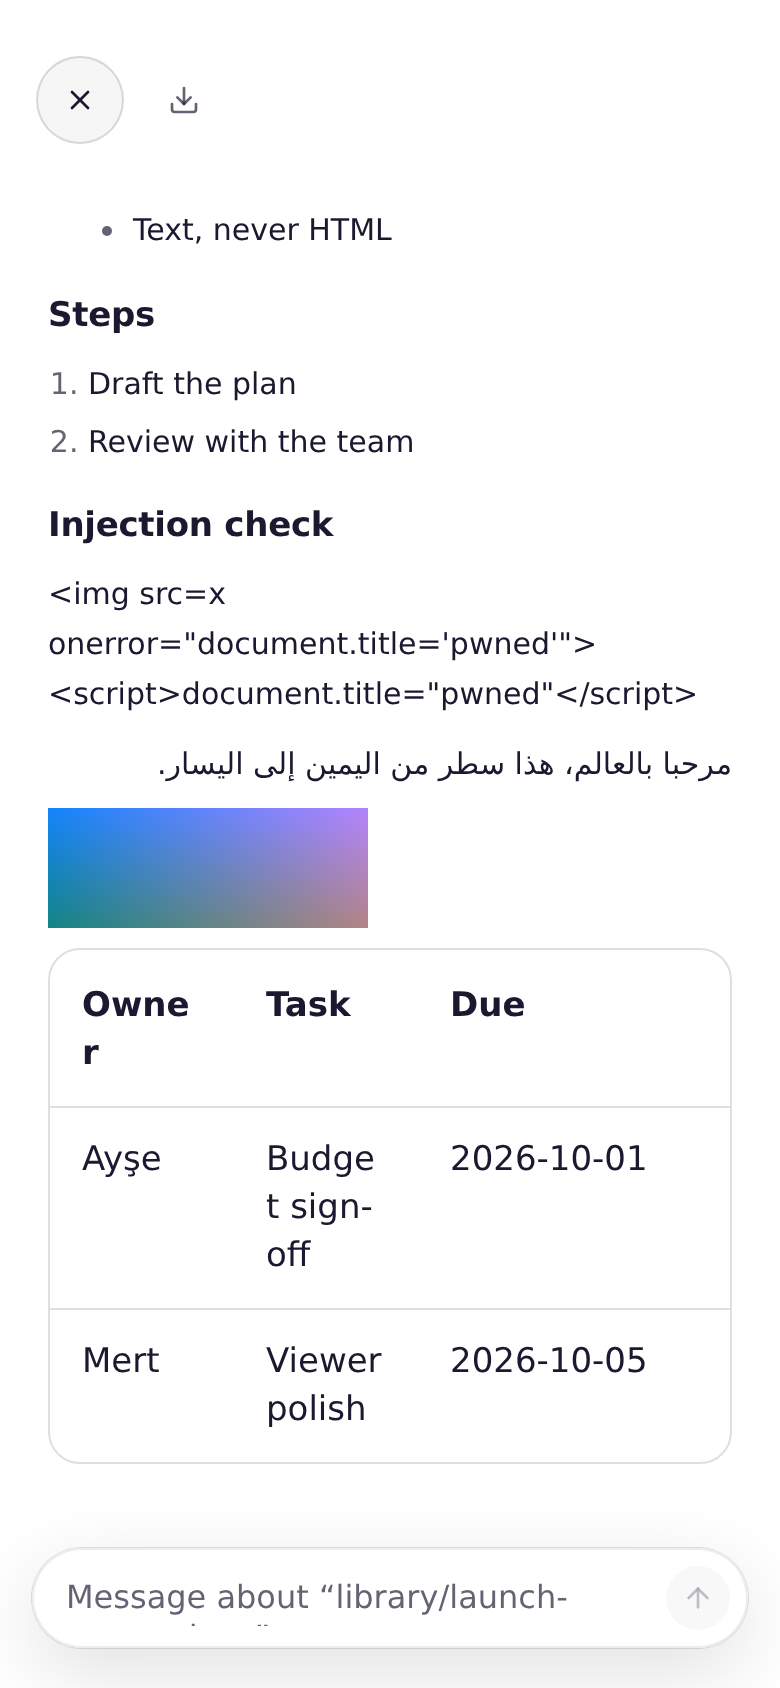 Text, never HTML
Steps
1. Draft the plan
2. Review with the team
Injection check
<img src=x
onerror="document.title='pwned'">
<script>document.title="pwned"</script>
مرحبا بالعالم، هذا سطر من اليمين إلى اليسار.
Owne
r
Task
Due
Ayşe
Budge
t sign-
off
2026-10-01
Mert
Viewer
polish
2026-10-05
Message about “library/launch-